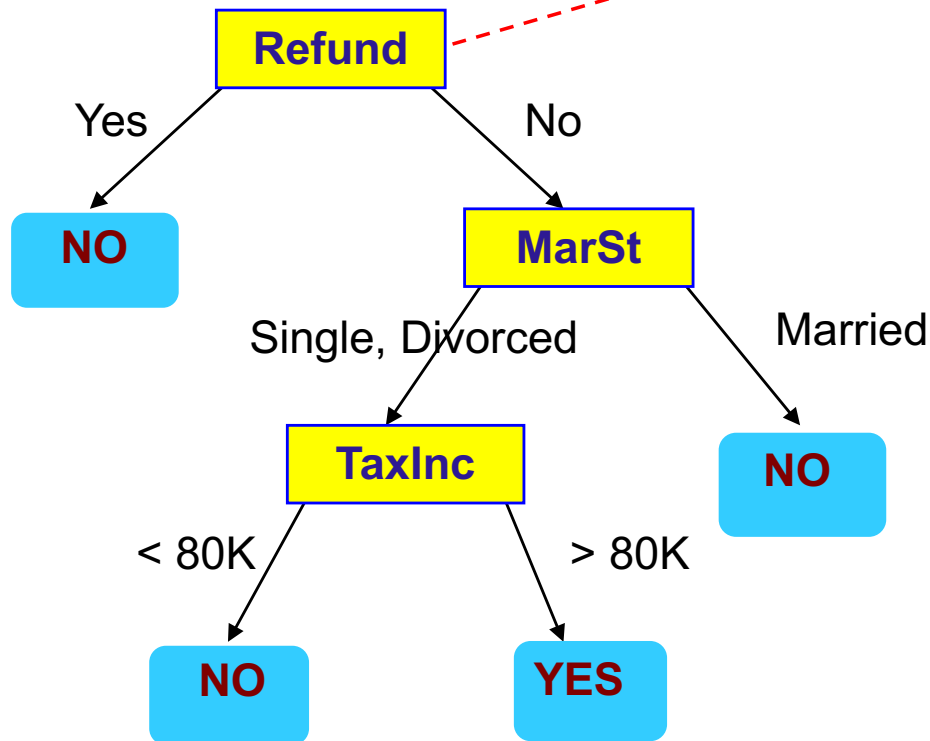 Refund
Yes
No
NO
MarSt
Single, Divorced
Married
TaxInc
NO
< 80K
> 80K
NO
YES